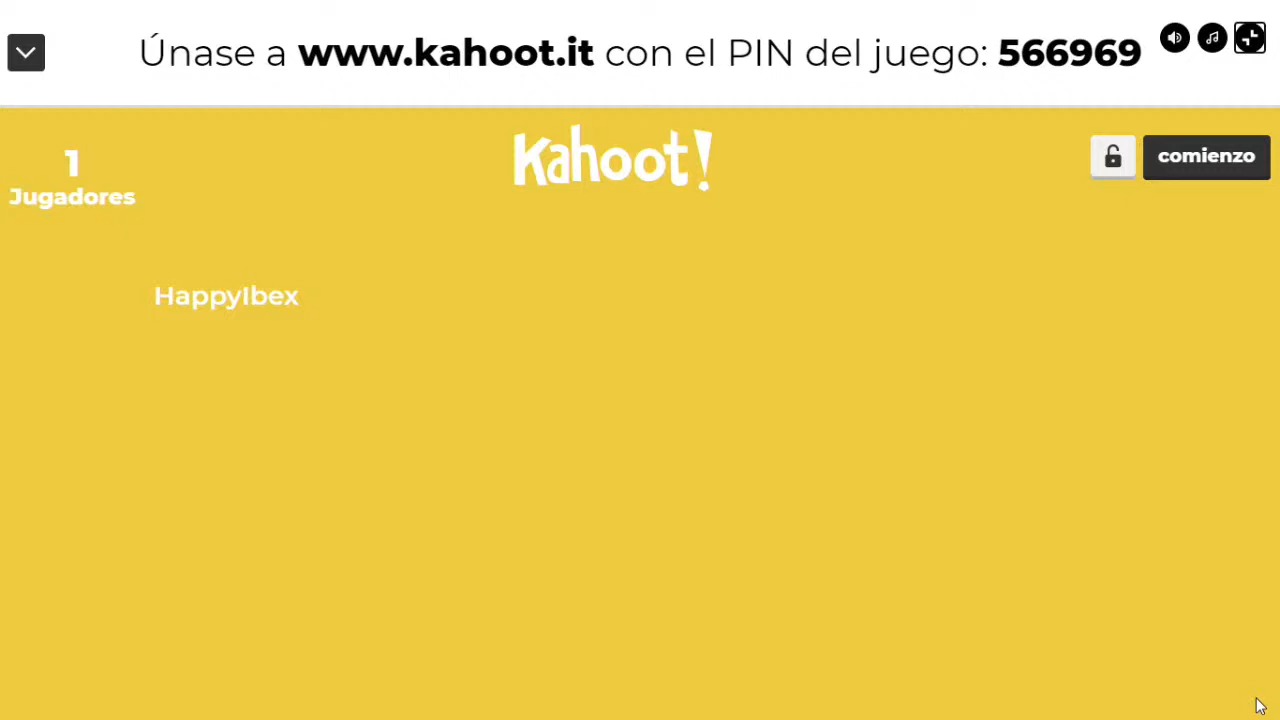 Únase a www.kahoot.it con el PIN del juego: 566969
Kahoot!
1
Jugadores
comienzo
HappyIbex